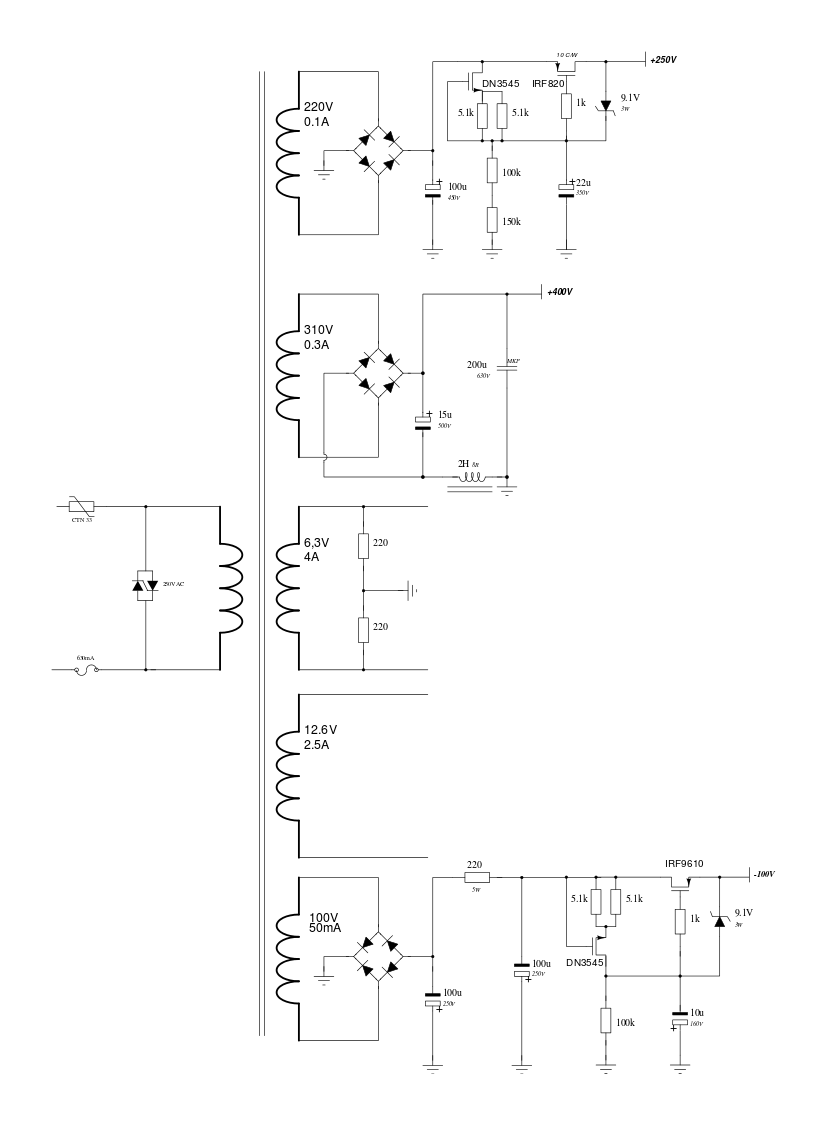 10 C/W
+250V
220V
0.1A
DN3545
IRF820
9.1V
3W
5.1k
5.1k
1k
100k
100u
450V
22u
350V
150k
+400V
310V
0.3A
200u
630V
MKP
15u
500V
2H
CTN 33
6,3V
4A
220
250V AC
220
630mA
12.6V
2.5A
220
5W
IRF9610
-100V
5.1k
5.1k
100V
50mA
1k
9.1V
3W
DN3545
100u
250V
100u
250V
100k
10u
160V